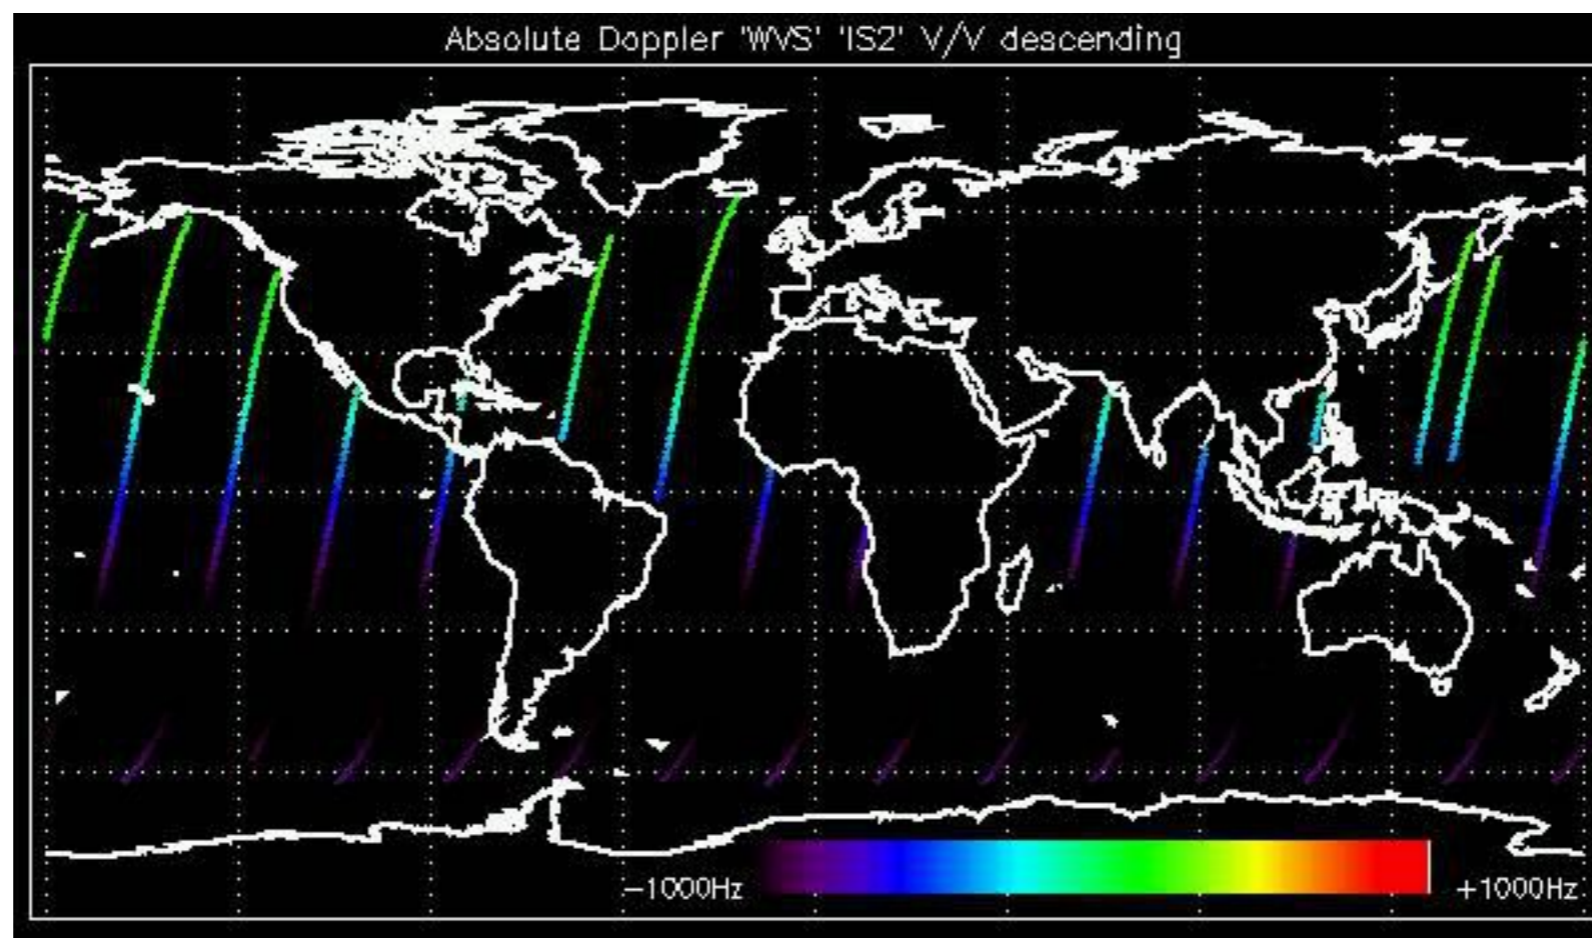 Absolute Doppler 'WVS' 'IS2' V/V descending
−1000Hz
+1000Hz